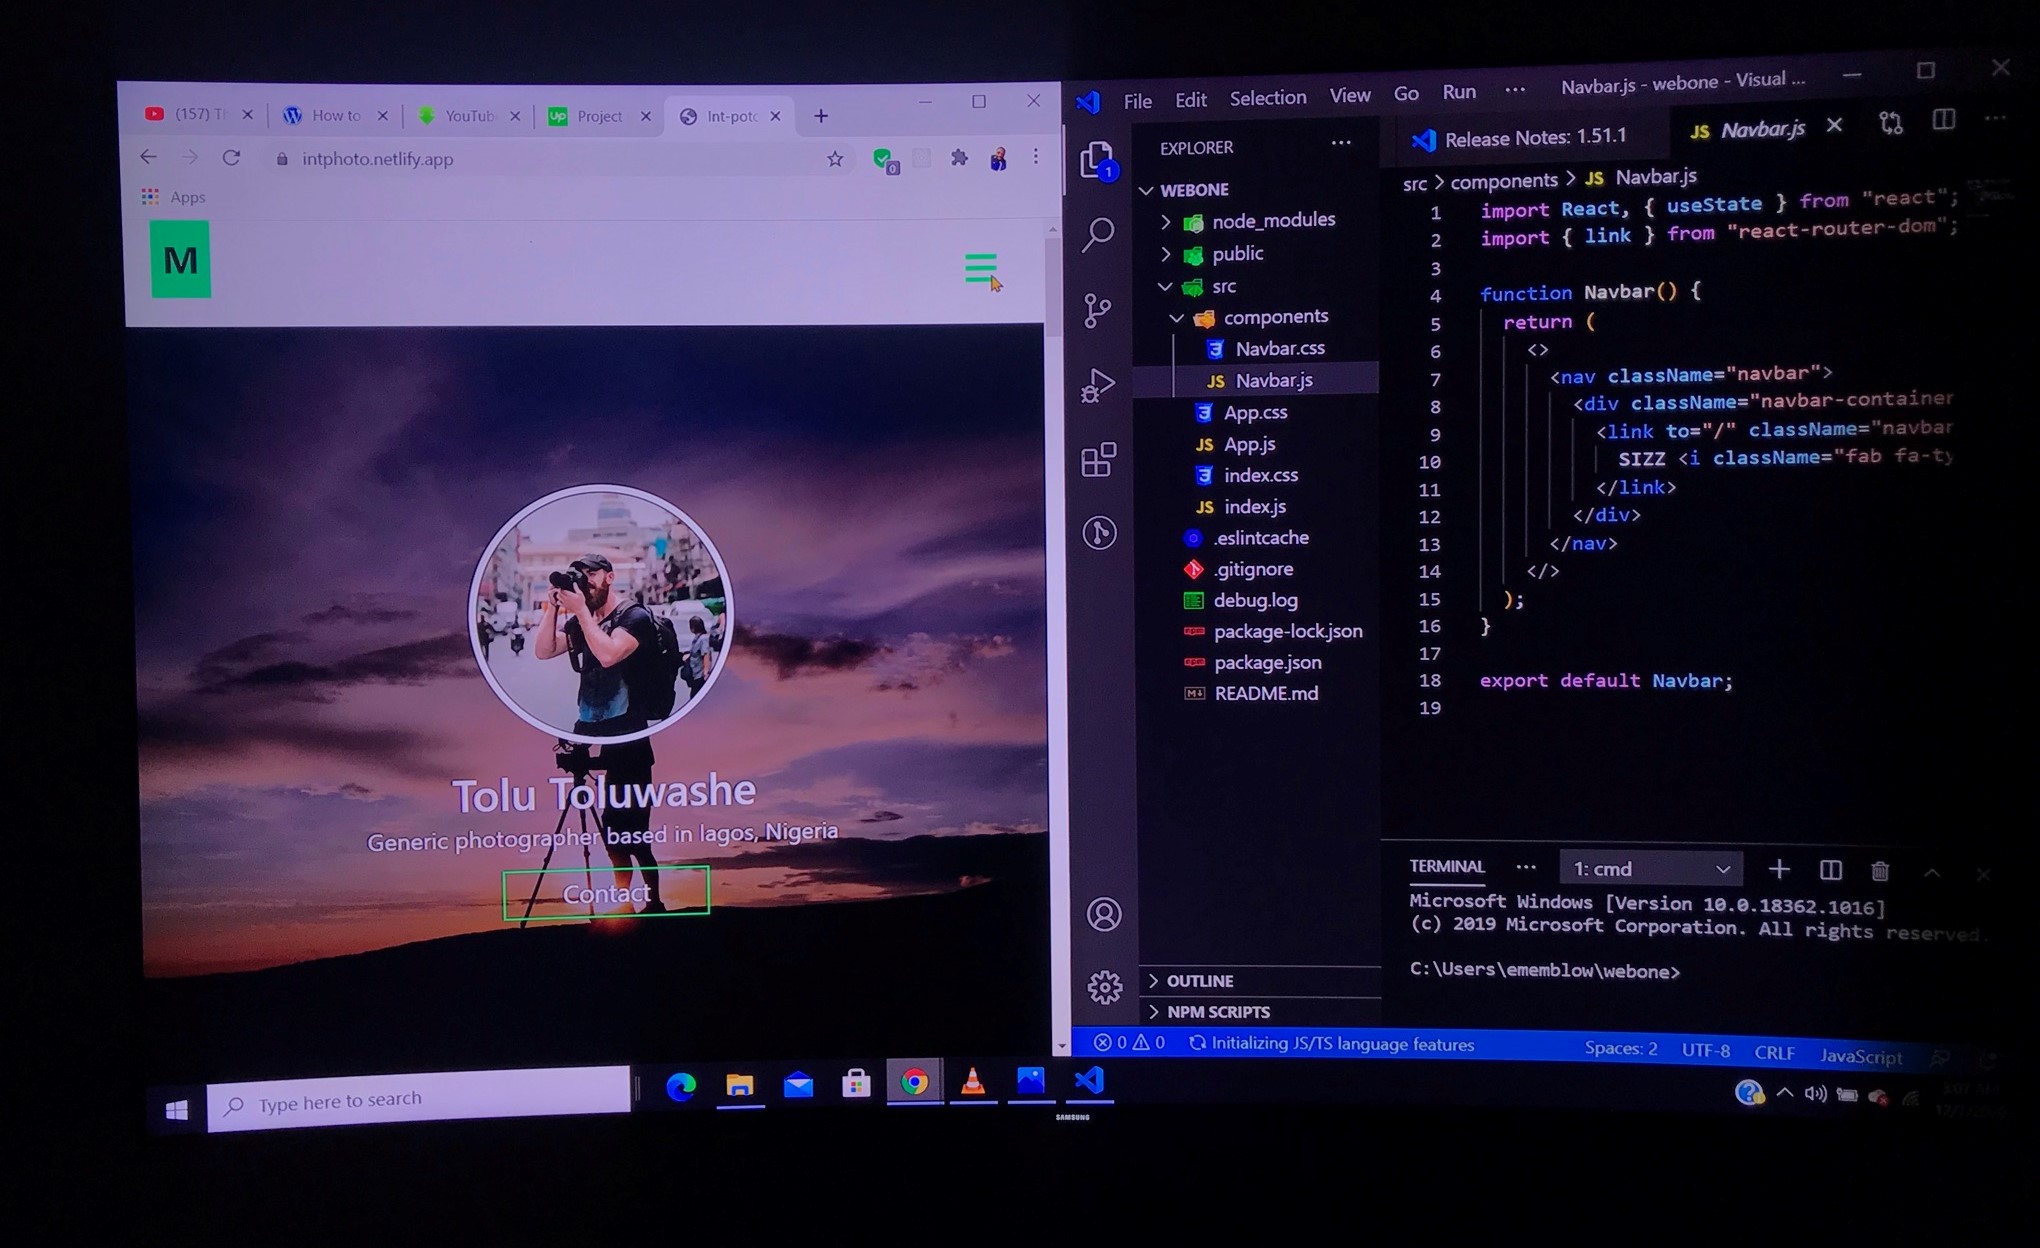 (157) T
How to
YouTub
Project
Int-poto
intphoto.netlify.app
Apps
M
Tolu Toluwashe
Generic photographer based in lagos, Nigeria
Contact
File Edit Selection View Go Run ··· Navbar.js - webone - Visual ...
EXPLORER
WEBONE
node_modules
public
src
components
Navbar.css
JS Navbar.js
App.css
JS App.js
index.css
JS index.js
.eslintcache
.gitignore
debug.log
package-lock.json
package.json
README.md
OUTLINE
NPM SCRIPTS
Release Notes: 1.51.1
JS Navbar.js
src > components > JS Navbar.js
1 import React, { useState } from "react";
2 import { link } from "react-router-dom";
3
4 function Navbar() {
5 return (
6 <>
7 <nav className="navbar">
8 <div className="navbar-container
9 <link to="/" className="navbar
10 SIZZ <i className="fab fa-ty
11 </link>
12 </div>
13 </nav>
14 </>
15 );
16 }
17
18 export default Navbar;
19
TERMINAL ··· 1: cmd
Microsoft Windows [Version 10.0.18362.1016]
(c) 2019 Microsoft Corporation. All rights reserved.
C:\Users\ememblow\webone>
0 0 Initializing JS/TS language features Spaces: 2 UTF-8 CRLF JavaScript
Type here to search
SAMSUNG